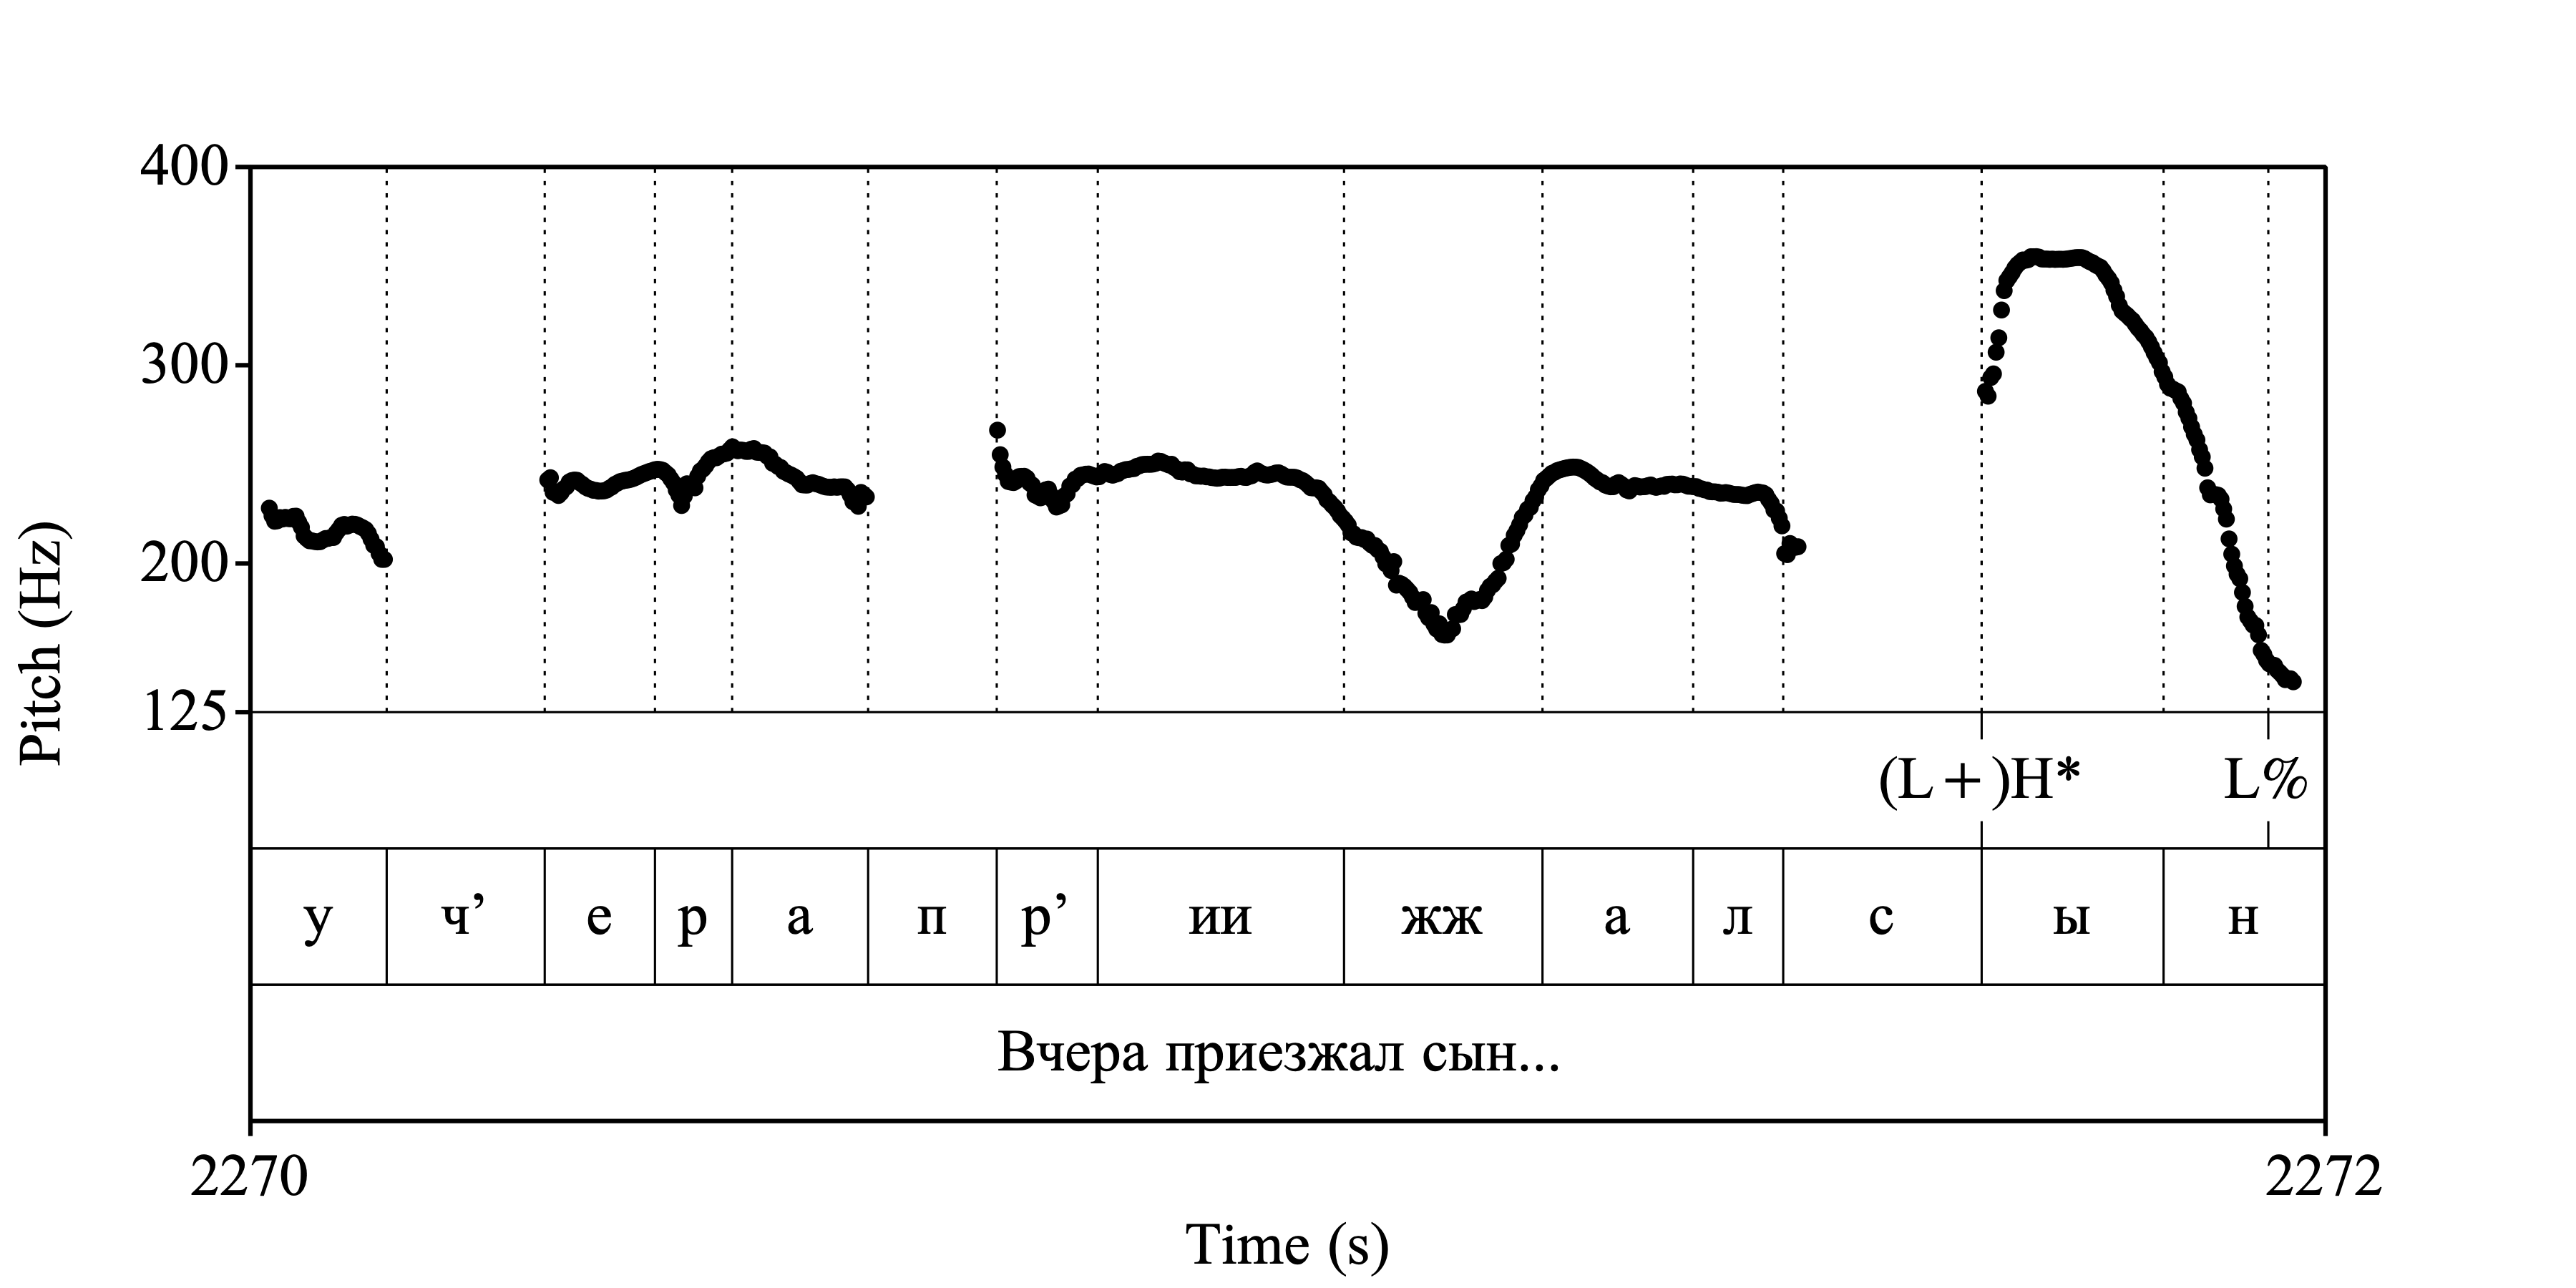 400
300
200
125
Pitch (Hz)
(L+)H* L%
у ч’ е р а п р’ ии жж а л с ы н
Вчера приезжал сын...
2270 2272
Time (s)